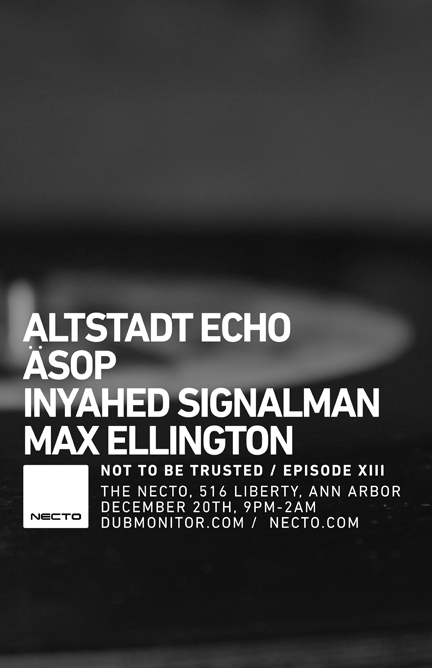 ALTSTADT ECHO
ÄSOP
INYAHED SIGNALMAN
MAX ELLINGTON
NOT TO BE TRUSTED / EPISODE XIII
THE NECTO, 516 LIBERTY, ANN ARBOR
DECEMBER 20TH, 9PM-2AM
DUBMONITOR.COM / NECTO.COM
NECTO